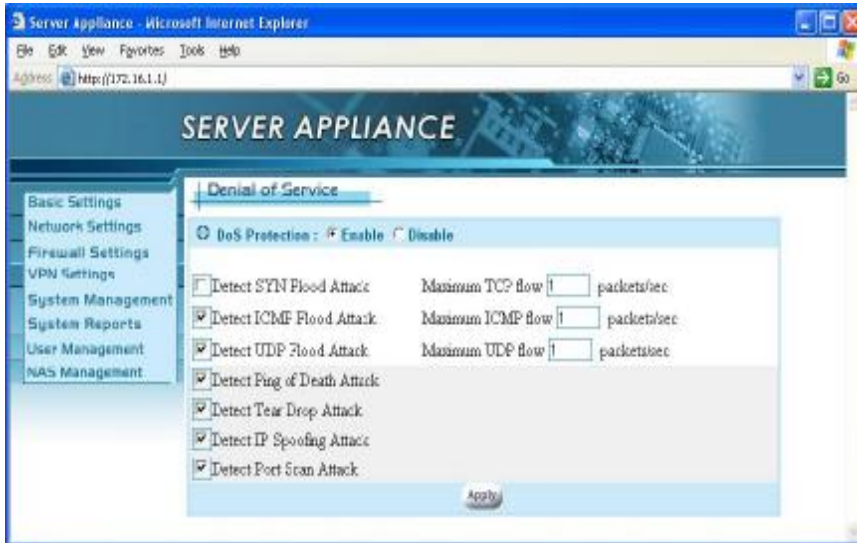 Server Appliance - Microsoft Internet Explorer
File Edit View Favorites Tools Help
Address http://172.16.1.1/ Go
SERVER APPLIANCE
Basic Settings
Network Settings
Firewall Settings
VPN Settings
System Management
System Reports
User Management
NAS Management
Denial of Service
DoS Protection : Enable Disable
Detect SYN Flood Attack Maximum TCP flow 1 packets/sec
Detect ICMP Flood Attack Maximum ICMP flow 1 packets/sec
Detect UDP Flood Attack Maximum UDP flow 1 packets/sec
Detect Ping of Death Attack
Detect Tear Drop Attack
Detect IP Spoofing Attack
Detect Port Scan Attack
Apply